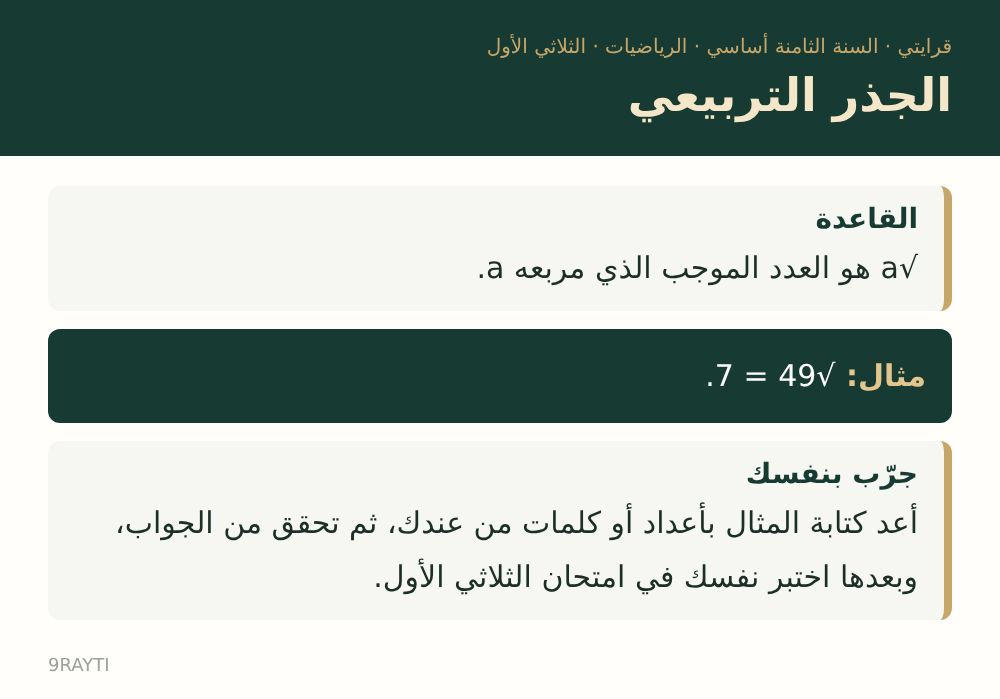 قرايتي · السنة الثامنة أساسي · الرياضيات · الثلاثي الأول
الجذر التربيعي
القاعدة
√a هو العدد الموجب الذي مربعه a.
مثال: √49 = 7.
جرّب بنفسك
أعد كتابة المثال بأعداد أو كلمات من عندك، ثم تحقق من الجواب،
وبعدها اختبر نفسك في امتحان الثلاثي الأول.
9RAYTI